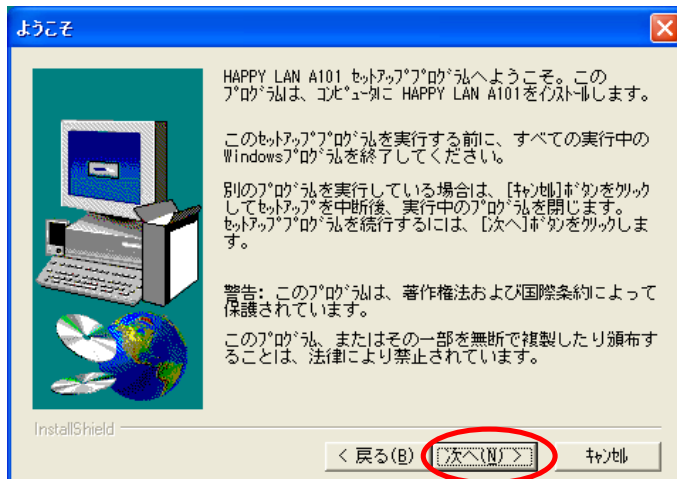 ようこそ
HAPPY LAN A101 ｾｯﾄｱｯﾌﾟﾌﾟﾛｸﾞﾗﾑへようこそ。この
ﾌﾟﾛｸﾞﾗﾑは、ｺﾝﾋﾟｭｰﾀに HAPPY LAN A101をｲﾝｽﾄｰﾙします。
このｾｯﾄｱｯﾌﾟﾌﾟﾛｸﾞﾗﾑを実行する前に、すべての実行中の
Windowsﾌﾟﾛｸﾞﾗﾑを終了してください。
別のﾌﾟﾛｸﾞﾗﾑを実行している場合は、[ｷｬﾝｾﾙ]ﾎﾞﾀﾝをｸﾘｯｸ
してｾｯﾄｱｯﾌﾟを中断後、実行中のﾌﾟﾛｸﾞﾗﾑを閉じます。
ｾｯﾄｱｯﾌﾟﾌﾟﾛｸﾞﾗﾑを続行するには、[次へ]ﾎﾞﾀﾝをｸﾘｯｸしま
す。
警告: このﾌﾟﾛｸﾞﾗﾑは、著作権法および国際条約によって
保護されています。
このﾌﾟﾛｸﾞﾗﾑ、またはその一部を無断で複製したり頒布す
ることは、法律により禁止されています。
InstallShield
< 戻る(B) 次へ(N) > ｷｬﾝｾﾙ